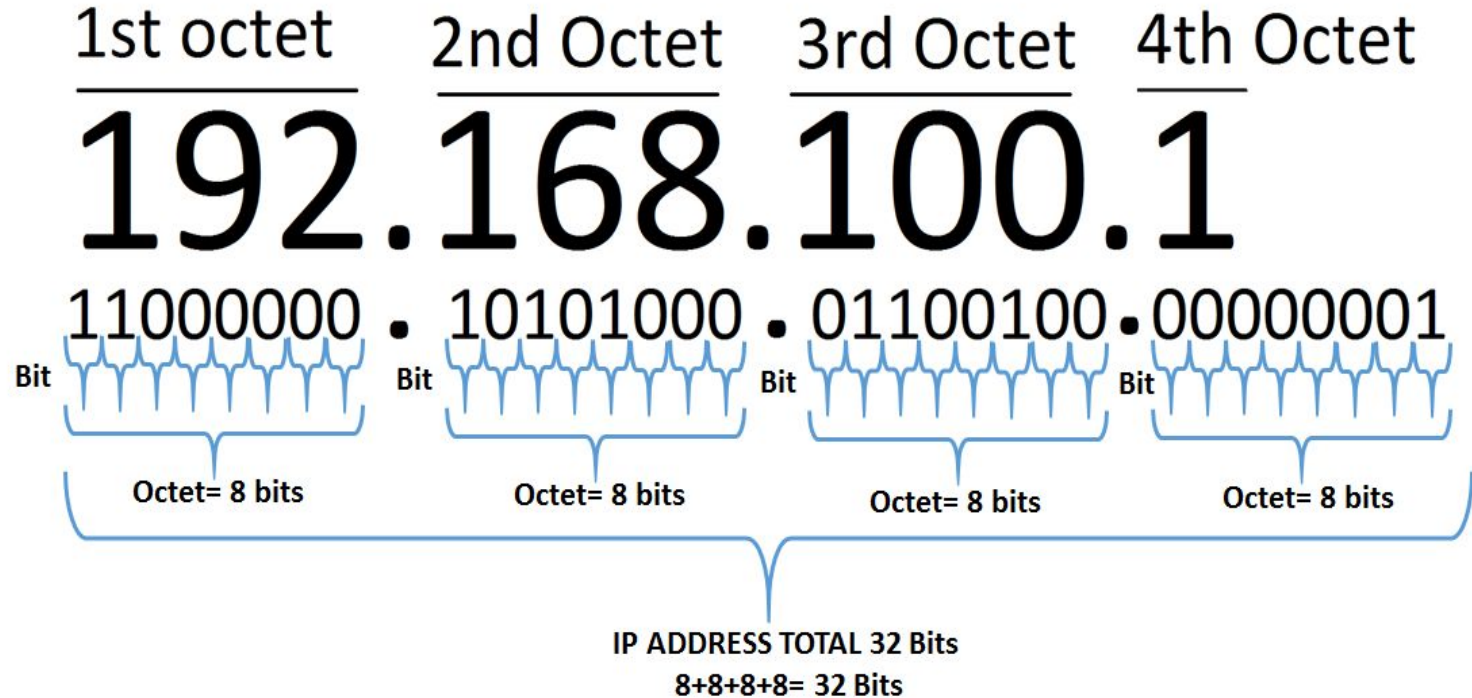 1st octet 2nd Octet 3rd Octet 4th Octet
192.168.100.1
11000000 . 10101000 . 01100100 . 00000001
Bit Bit Bit Bit
Octet= 8 bits Octet= 8 bits Octet= 8 bits Octet= 8 bits
IP ADDRESS TOTAL 32 Bits
8+8+8+8= 32 Bits